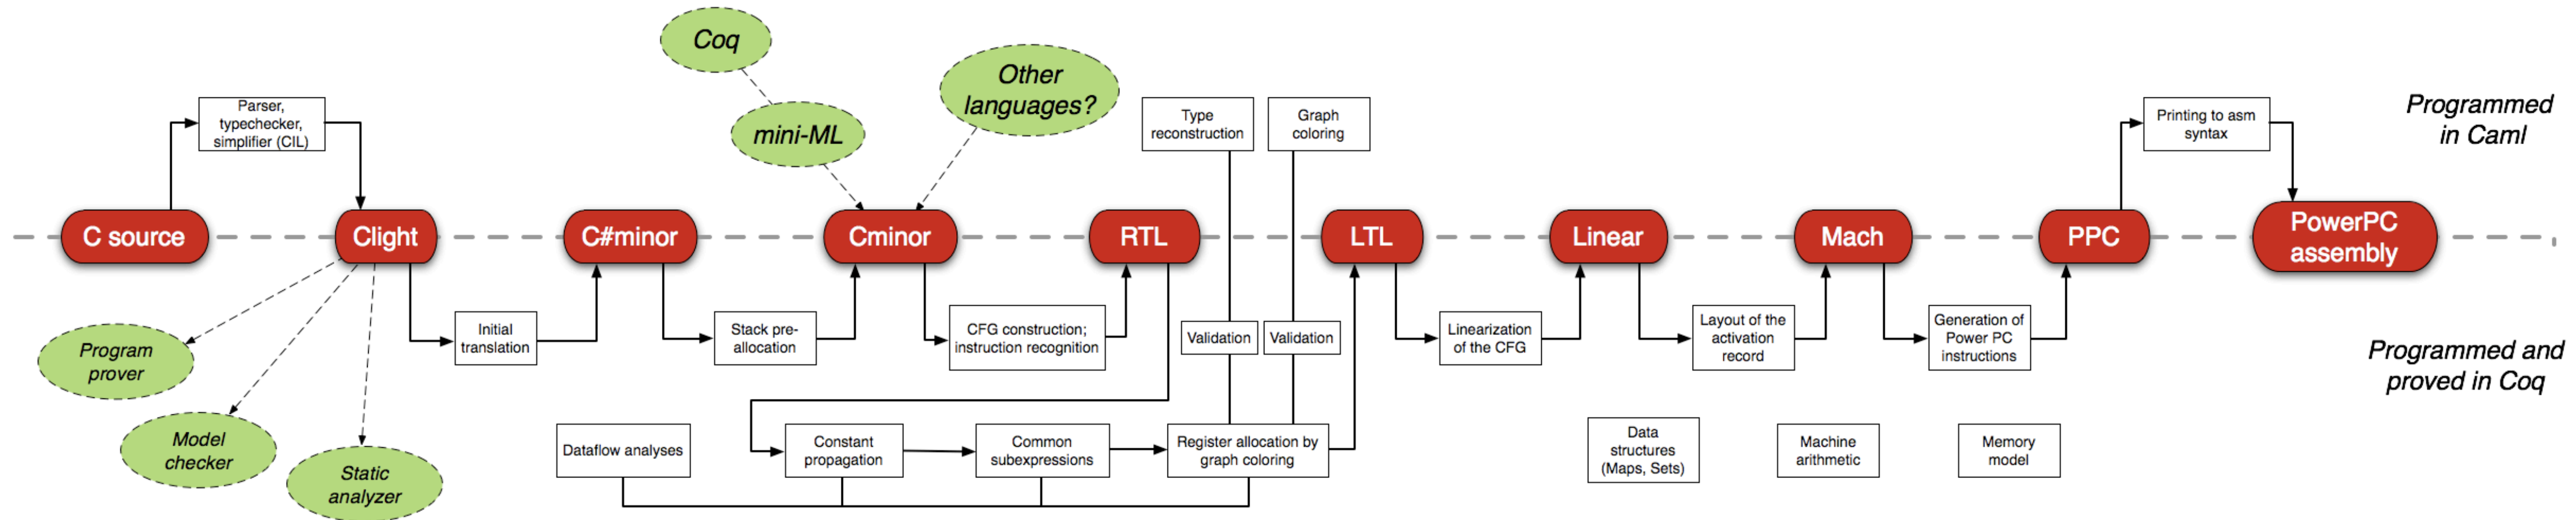 Coq
Other
languages?
mini-ML
Parser,
typechecker,
simplifier (CIL)
Type
reconstruction
Graph
coloring
Printing to asm
syntax
Programmed
in Caml
C source
Clight
C#minor
Cminor
RTL
LTL
Linear
Mach
PPC
PowerPC
assembly
Initial
translation
Stack pre-
allocation
CFG construction;
instruction recognition
Validation
Validation
Linearization
of the CFG
Layout of the
activation
record
Generation of
Power PC
instructions
Programmed and
proved in Coq
Program
prover
Model
checker
Static
analyzer
Dataflow analyses
Constant
propagation
Common
subexpressions
Register allocation by
graph coloring
Data
structures
(Maps, Sets)
Machine
arithmetic
Memory
model